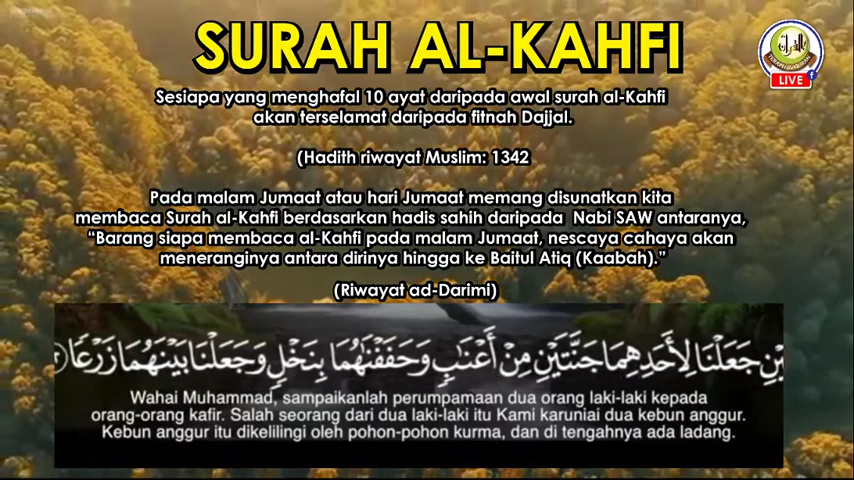 SURAH AL-KAHFI
LIVE
Sesiapa yang menghafal 10 ayat daripada awal surah al-Kahfi
akan terselamat daripada fitnah Dajjal.
(Hadith riwayat Muslim: 1342
Pada malam Jumaat atau hari Jumaat memang disunatkan kita
membaca Surah al-Kahfi berdasarkan hadis sahih daripada Nabi SAW antaranya,
“Barang siapa membaca al-Kahfi pada malam Jumaat, nescaya cahaya akan
meneranginya antara dirinya hingga ke Baitul Atiq (Kaabah).”
(Riwayat ad-Darimi)
جَعَلْنَا لِأَحَدِهِمَا جَنَّتَيْنِ مِنْ أَعْنَٰبٍ وَحَفَفْنَٰهُمَا بِنَخْلٍ وَجَعَلْنَا بَيْنَهُمَا زَرْعًا
Wahai Muhammad, sampaikanlah perumpamaan dua orang laki-laki kepada
orang-orang kafir. Salah seorang dari dua laki-laki itu Kami karuniai dua kebun anggur.
Kebun anggur itu dikelilingi oleh pohon-pohon kurma, dan di tengahnya ada ladang.